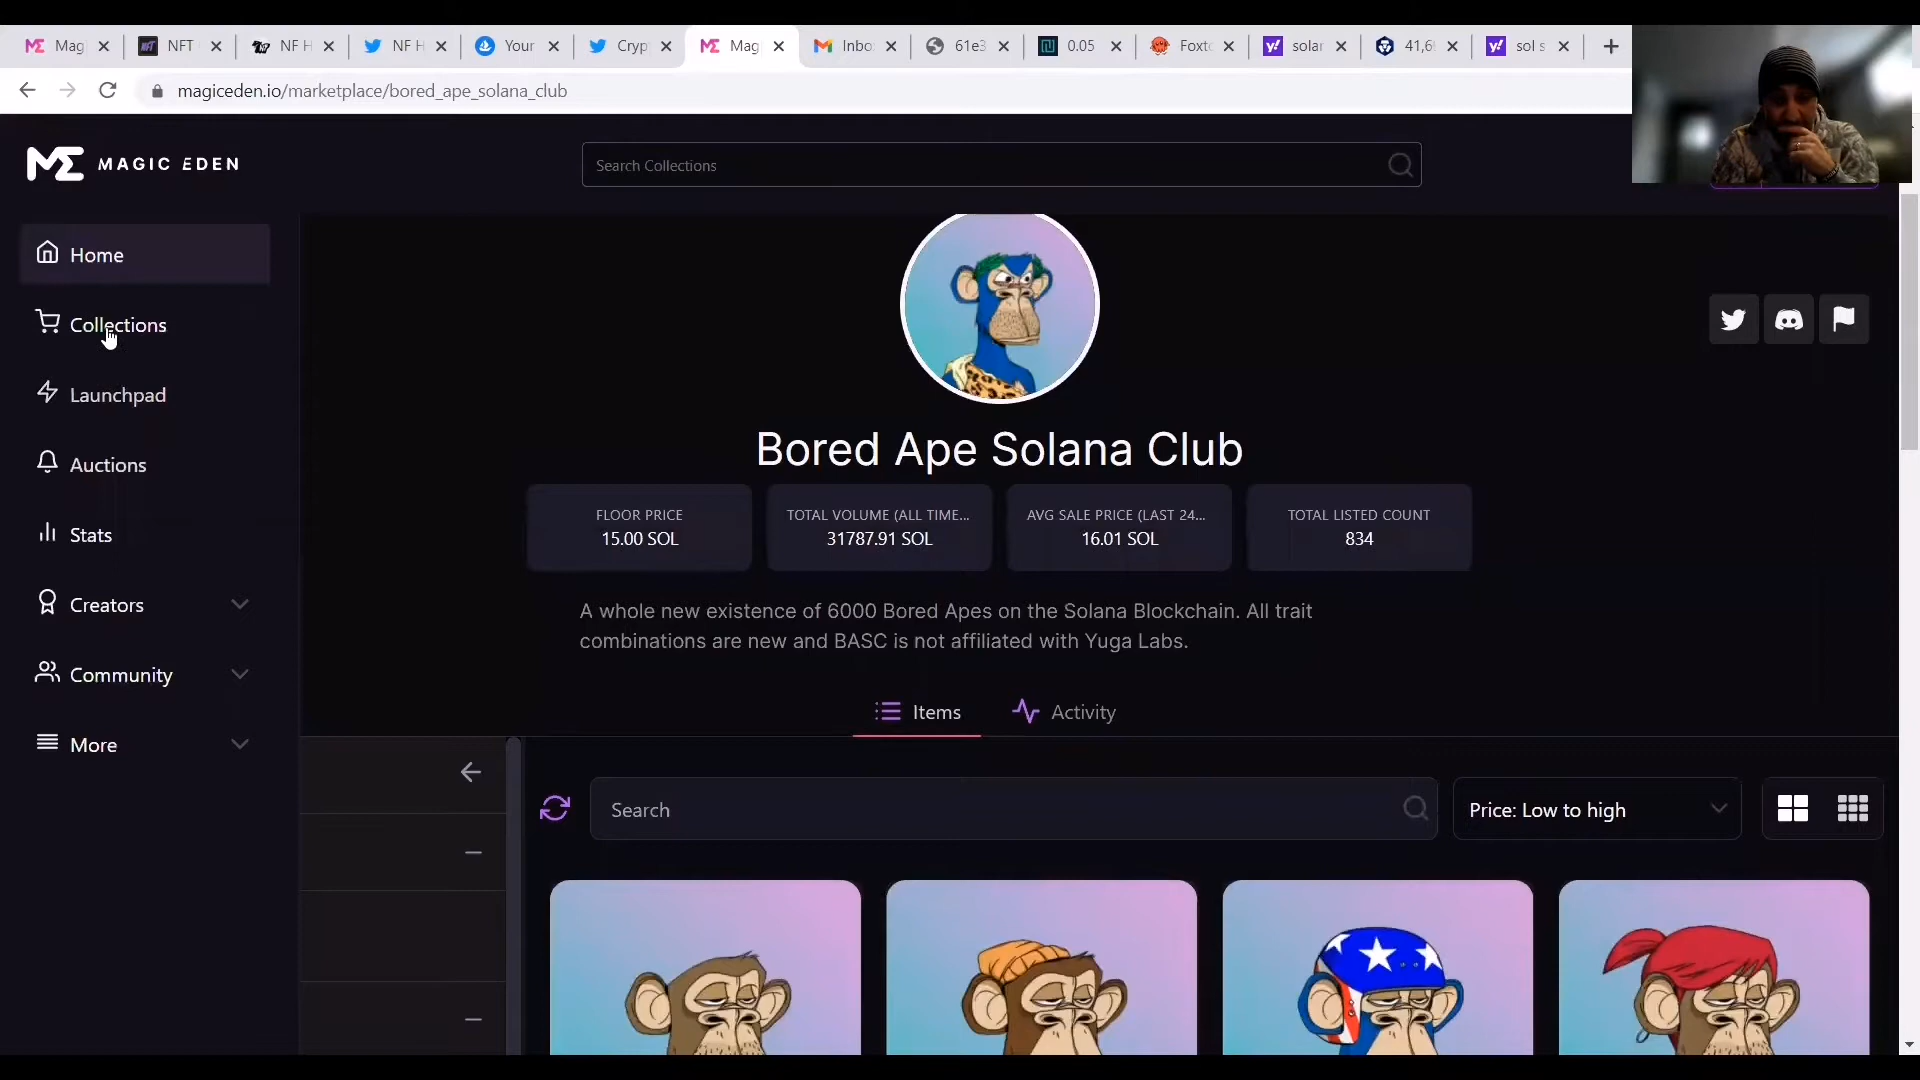 Mag
NFT
NF H
NF H
Your
Cryp
Mag
Inbo
61e3
0.05
Foxto
solar
41,6
sol s
magiceden.io/marketplace/bored_ape_solana_club
ME MAGIC EDEN
Search Collections
Home
Collections
Launchpad
Auctions
Stats
Creators
Community
More
Bored Ape Solana Club
FLOOR PRICE
15.00 SOL
TOTAL VOLUME (ALL TIME...
31787.91 SOL
AVG SALE PRICE (LAST 24...
16.01 SOL
TOTAL LISTED COUNT
834
A whole new existence of 6000 Bored Apes on the Solana Blockchain. All trait
combinations are new and BASC is not affiliated with Yuga Labs.
Items
Activity
Search
Price: Low to high